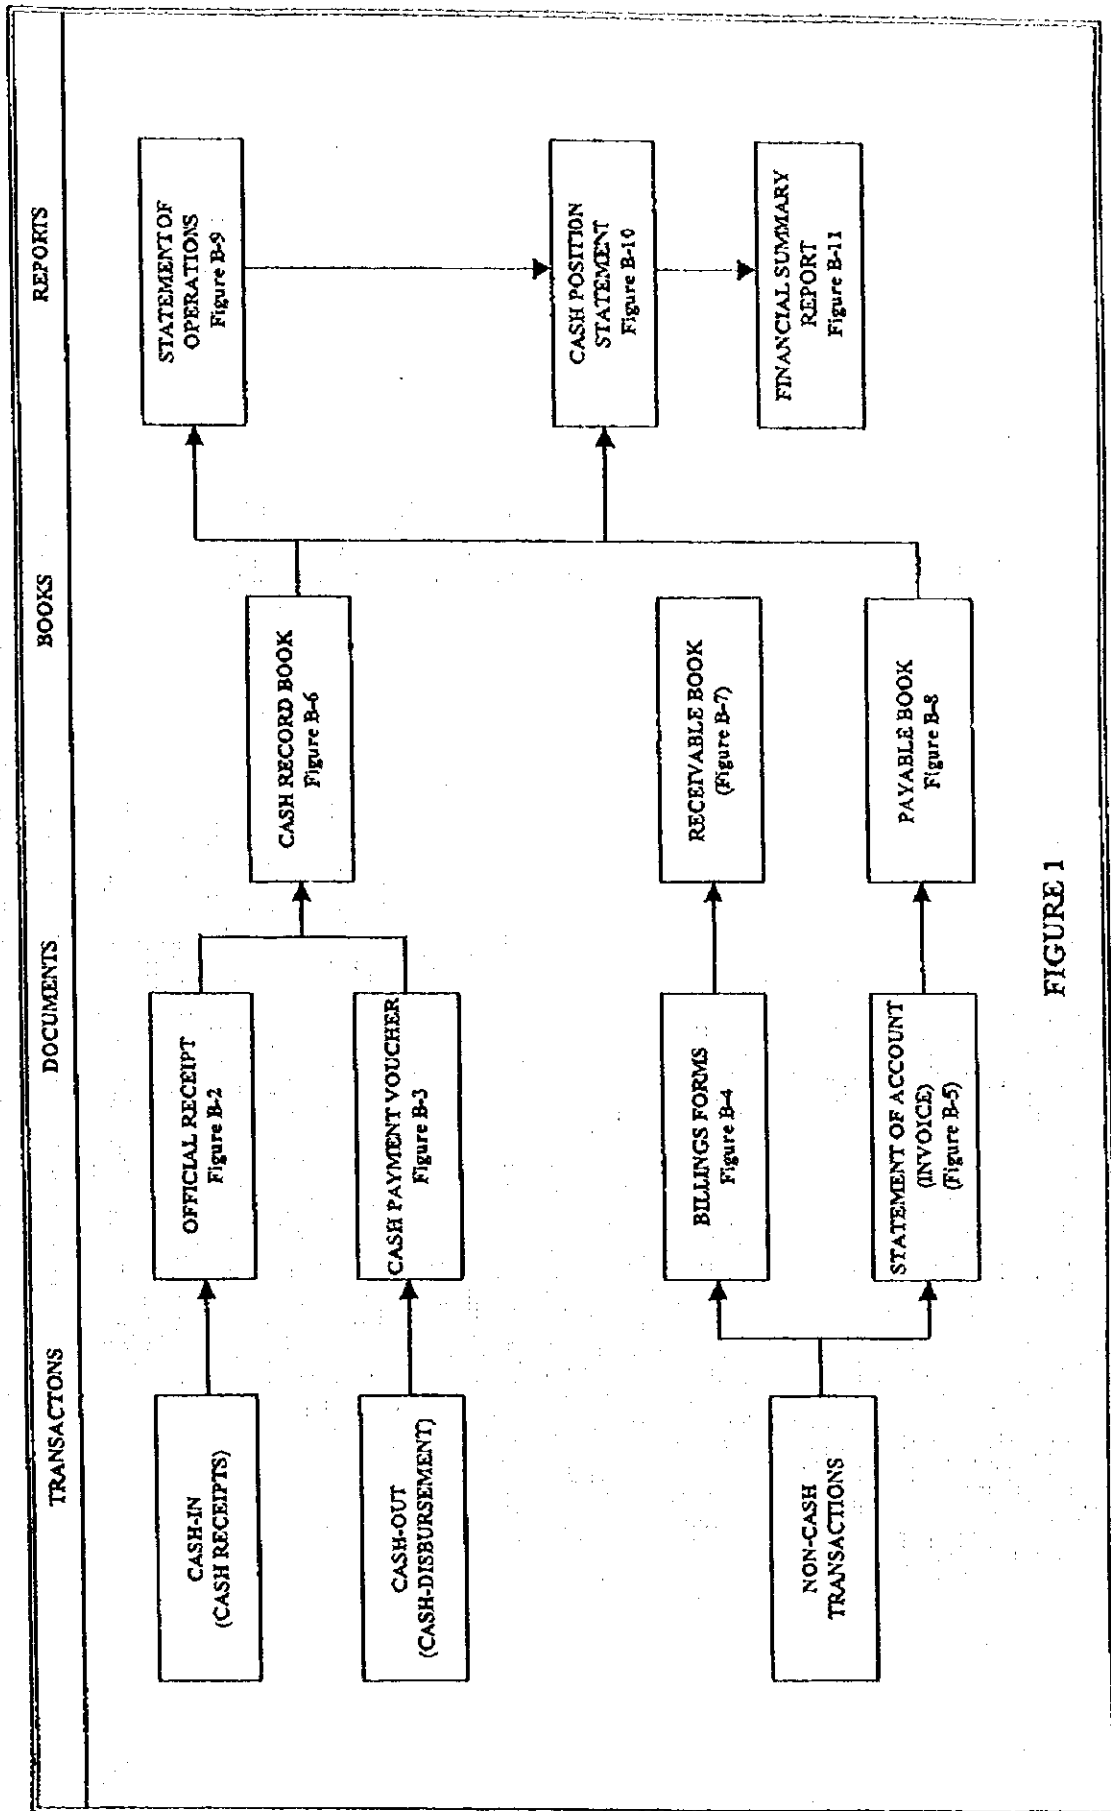 TRANSACTONS
DOCUMENTS
BOOKS
REPORTS
CASH-IN
(CASH RECEIPTS)
OFFICIAL RECEIPT
Figure B-2
CASH-OUT
(CASH-DISBURSEMENT)
CASH PAYMENT VOUCHER
Figure B-3
CASH RECORD BOOK
Figure B-6
STATEMENT OF
OPERATIONS
Figure B-9
NON-CASH
TRANSACTIONS
BILLINGS FORMS
Figure B-4
RECEIVABLE BOOK
(Figure B-7)
CASH POSITION
STATEMENT
Figure B-10
STATEMENT OF ACCOUNT
(INVOICE)
(Figure B-5)
PAYABLE BOOK
Figure B-8
FINANCIAL SUMMARY
REPORT
Figure B-11
FIGURE 1